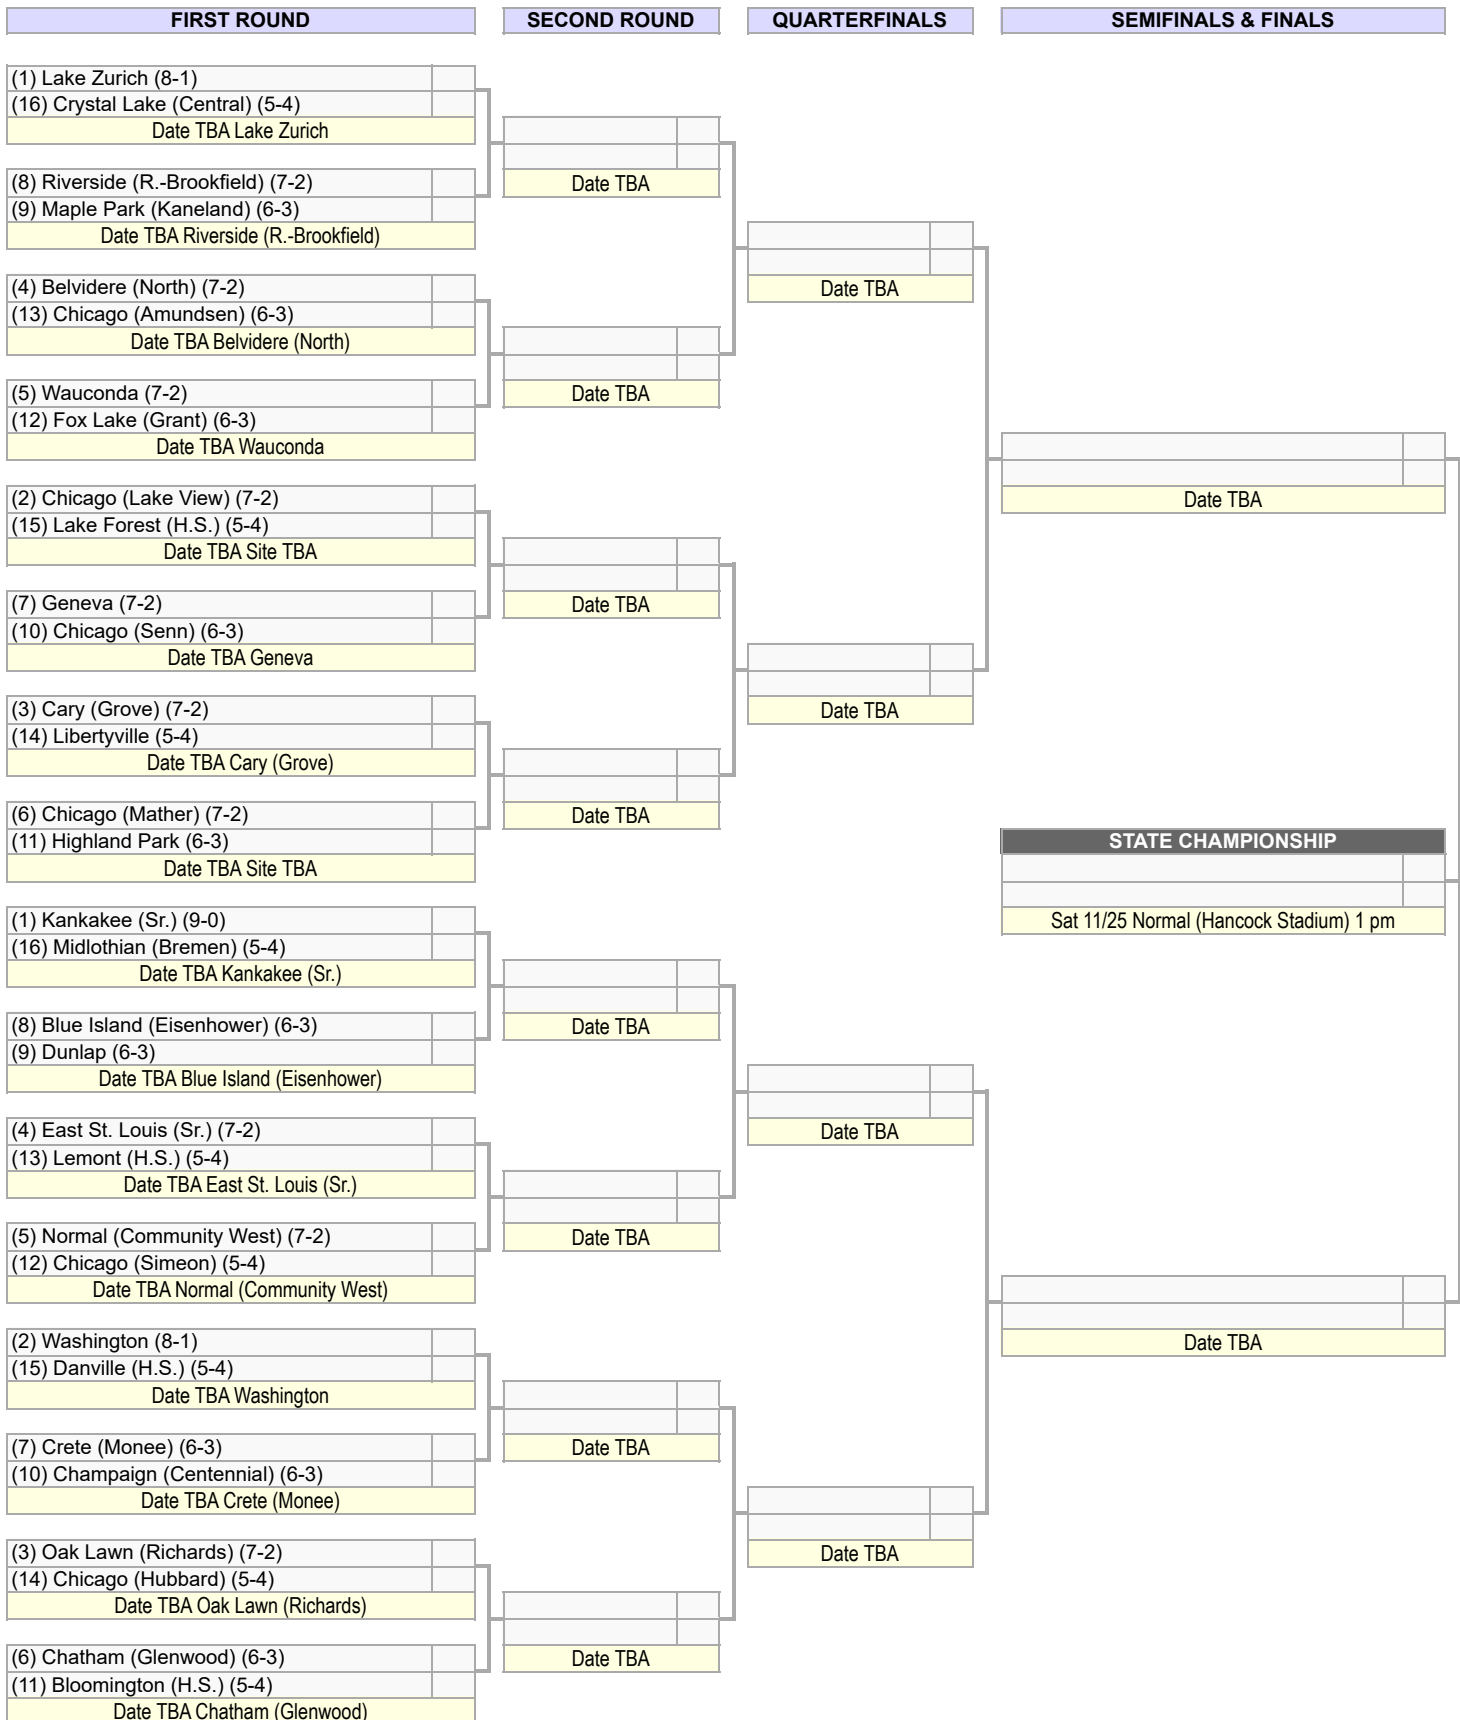 FIRST ROUND
SECOND ROUND
QUARTERFINALS
SEMIFINALS & FINALS
(1) Lake Zurich (8-1)
(16) Crystal Lake (Central) (5-4)
Date TBA Lake Zurich
(8) Riverside (R.-Brookfield) (7-2)
(9) Maple Park (Kaneland) (6-3)
Date TBA Riverside (R.-Brookfield)
(4) Belvidere (North) (7-2)
(13) Chicago (Amundsen) (6-3)
Date TBA Belvidere (North)
(5) Wauconda (7-2)
(12) Fox Lake (Grant) (6-3)
Date TBA Wauconda
(2) Chicago (Lake View) (7-2)
(15) Lake Forest (H.S.) (5-4)
Date TBA Site TBA
(7) Geneva (7-2)
(10) Chicago (Senn) (6-3)
Date TBA Geneva
(3) Cary (Grove) (7-2)
(14) Libertyville (5-4)
Date TBA Cary (Grove)
(6) Chicago (Mather) (7-2)
(11) Highland Park (6-3)
Date TBA Site TBA
(1) Kankakee (Sr.) (9-0)
(16) Midlothian (Bremen) (5-4)
Date TBA Kankakee (Sr.)
(8) Blue Island (Eisenhower) (6-3)
(9) Dunlap (6-3)
Date TBA Blue Island (Eisenhower)
(4) East St. Louis (Sr.) (7-2)
(13) Lemont (H.S.) (5-4)
Date TBA East St. Louis (Sr.)
(5) Normal (Community West) (7-2)
(12) Chicago (Simeon) (5-4)
Date TBA Normal (Community West)
(2) Washington (8-1)
(15) Danville (H.S.) (5-4)
Date TBA Washington
(7) Crete (Monee) (6-3)
(10) Champaign (Centennial) (6-3)
Date TBA Crete (Monee)
(3) Oak Lawn (Richards) (7-2)
(14) Chicago (Hubbard) (5-4)
Date TBA Oak Lawn (Richards)
(6) Chatham (Glenwood) (6-3)
(11) Bloomington (H.S.) (5-4)
Date TBA Chatham (Glenwood)
Date TBA
Date TBA
Date TBA
Date TBA
Date TBA
Date TBA
Date TBA
Date TBA
Date TBA
Date TBA
Date TBA
Date TBA
Date TBA
STATE CHAMPIONSHIP
Sat 11/25 Normal (Hancock Stadium) 1 pm
Date TBA